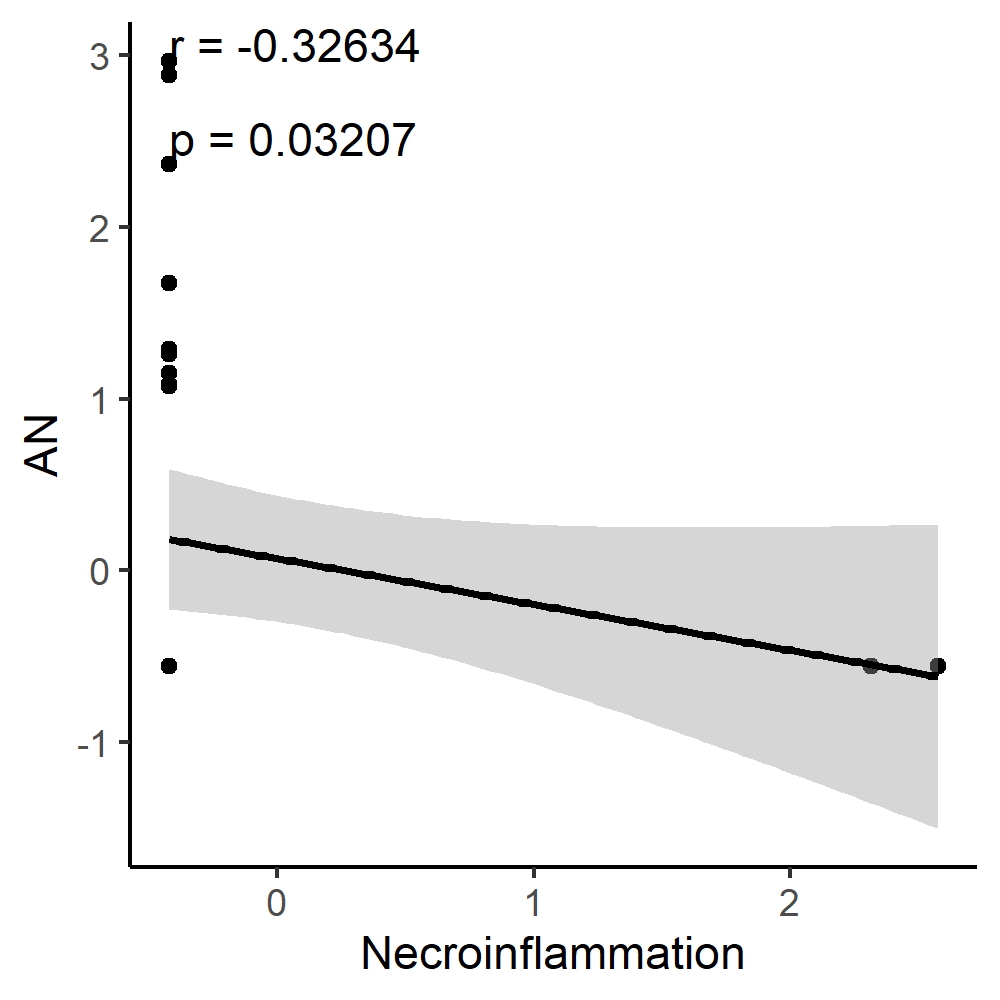 r = -0.32634
p = 0.03207
3
2
1
0
-1
AN
0 1 2
Necroinflammation